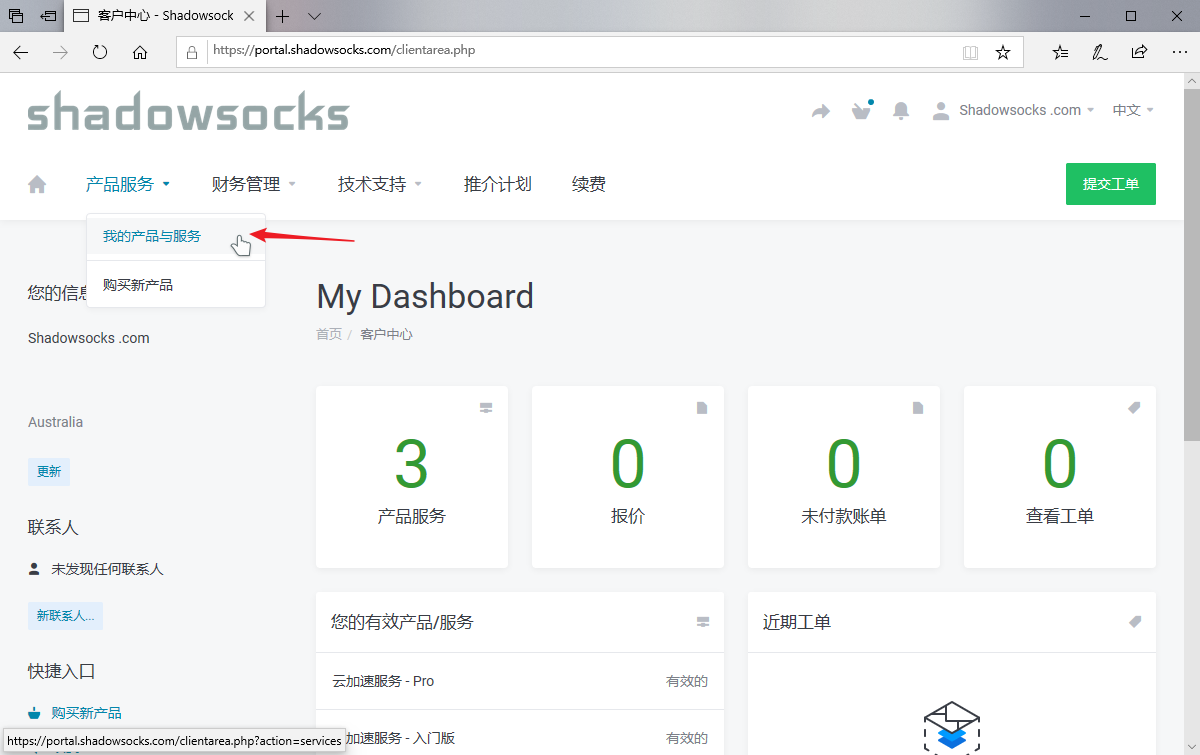 客户中心 - Shadowsock
https://portal.shadowsocks.com/clientarea.php
shadowsocks
Shadowsocks .com
中文
产品服务
财务管理
技术支持
推介计划
续费
提交工单
我的产品与服务
购买新产品
您的信息
Shadowsocks .com
Australia
更新
联系人
未发现任何联系人
新联系人...
快捷入口
购买新产品
My Dashboard
首页 / 客户中心
3
产品服务
0
报价
0
未付款账单
0
查看工单
您的有效产品/服务
云加速服务 - Pro
有效的
加速服务 - 入门版
有效的
近期工单
https://portal.shadowsocks.com/clientarea.php?action=services